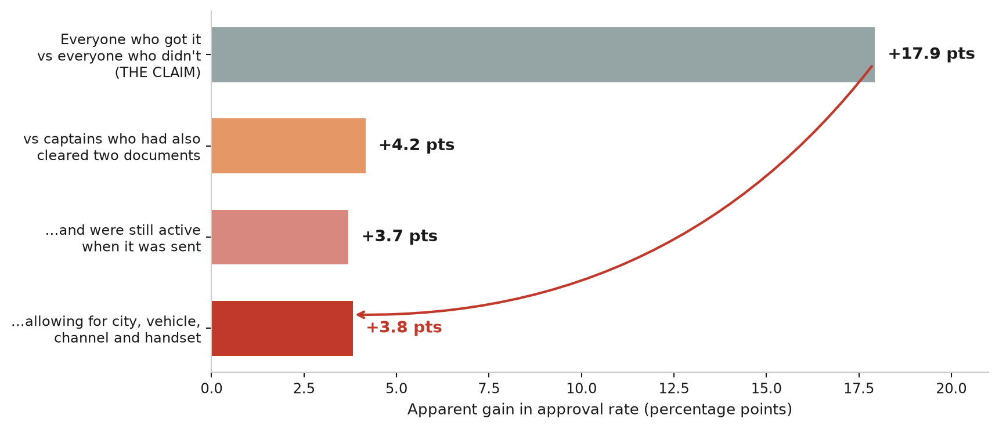 Everyone who got it
vs everyone who didn't
(THE CLAIM)
+17.9 pts
vs captains who had also
cleared two documents
+4.2 pts
...and were still active
when it was sent
+3.7 pts
...allowing for city, vehicle,
channel and handset
+3.8 pts
0.0 2.5 5.0 7.5 10.0 12.5 15.0 17.5 20.0
Apparent gain in approval rate (percentage points)